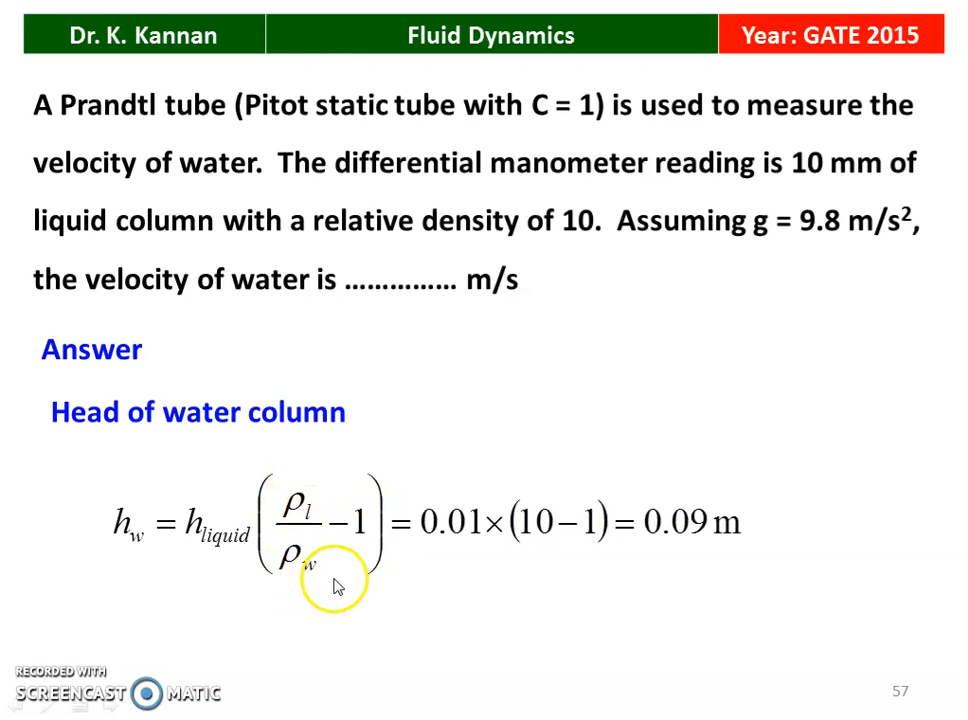 Dr. K. Kannan Fluid Dynamics Year: GATE 2015
A Prandtl tube (Pitot static tube with C = 1) is used to measure the
velocity of water. The differential manometer reading is 10 mm of
liquid column with a relative density of 10. Assuming g = 9.8 m/s²,
the velocity of water is …………… m/s
Answer
Head of water column
h_w = h_liquid (ρ_l/ρ_w − 1) = 0.01 × (10 − 1) = 0.09 m
RECORDED WITH
SCREENCAST MATIC
57